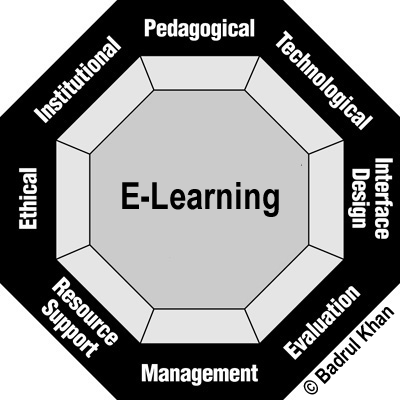 Pedagogical
Technological
Interface
Design
Evaluation
Management
Resource
Support
Ethical
Institutional
E-Learning
© Badrul Khan